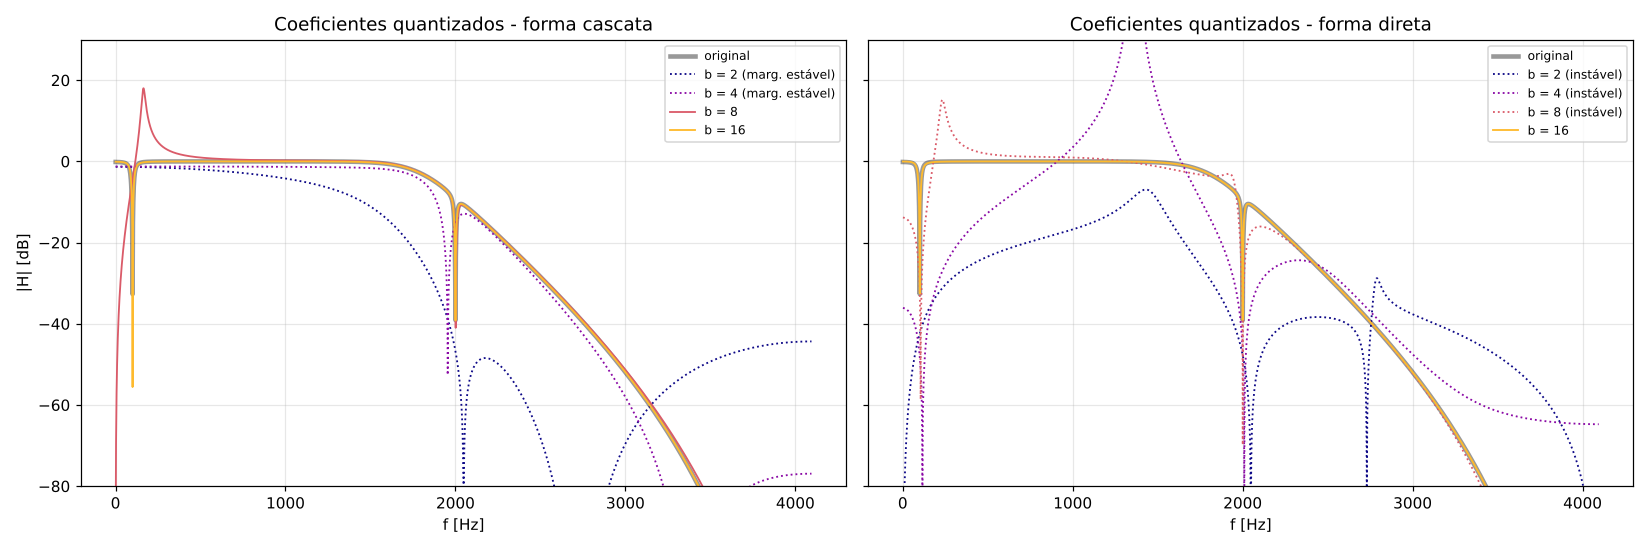 Coeficientes quantizados - forma cascata
|H| [dB]
20
0
−20
−40
−60
−80
original
b = 2 (marg. estável)
b = 4 (marg. estável)
b = 8
b = 16
0
1000
2000
3000
4000
f [Hz]
Coeficientes quantizados - forma direta
original
b = 2 (instável)
b = 4 (instável)
b = 8 (instável)
b = 16
0
1000
2000
3000
4000
f [Hz]